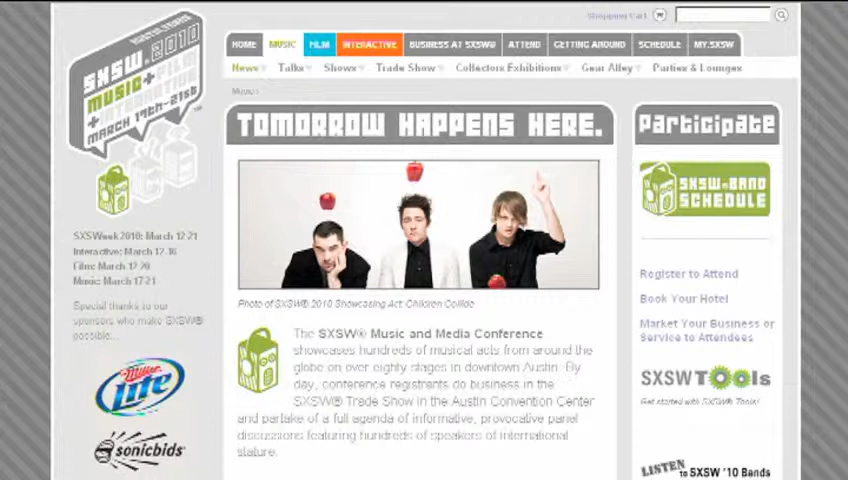 Shopping Cart
SXSW. 2010
MUSIC + FILM
+ INTERACTIVE
MARCH 12TH-21ST
HOME MUSIC FILM INTERACTIVE BUSINESS AT SXSW® ATTEND GETTING AROUND SCHEDULE MY.SXSW
News Talks Shows Trade Show Collectors Exhibitions Gear Alley Parties & Lounges
Music
TOMORROW HAPPENS HERE.
Participate
SXSW BAND
SCHEDULE
SXSWeek 2010: March 12-21
Interactive: March 12-16
Film: March 12-20
Music: March 17-21
Special thanks to our
sponsors who make SXSW®
possible...
Miller
Lite
sonicbids
Photo of SXSW® 2010 Showcasing Act: Children Collide
The SXSW® Music and Media Conference
showcases hundreds of musical acts from around the
globe on over eighty stages in downtown Austin. By
day, conference registrants do business in the
SXSW® Trade Show in the Austin Convention Center
and partake of a full agenda of informative, provocative panel
discussions featuring hundreds of speakers of international
stature.
Register to Attend
Book Your Hotel
Market Your Business or
Service to Attendees
SXSW TOOLS
Get started with SXSW® Tools!
LISTEN TO SXSW '10 Bands